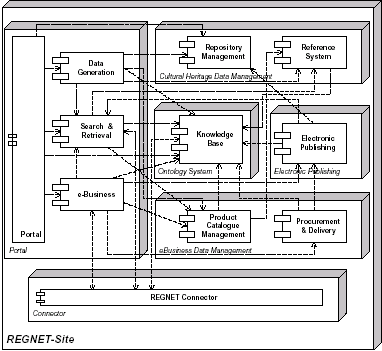 Data
Generation
Repository
Management
Reference
System
Cultural Heritage Data Management
Search &
Retrieval
Knowledge
Base
Electronic
Publishing
Ontology System
Electronic Publishing
e-Business
Portal
Portal
Product
Catalogue
Management
Procurement
& Delivery
eBusiness Data Management
REGNET Connector
Connector
REGNET-Site